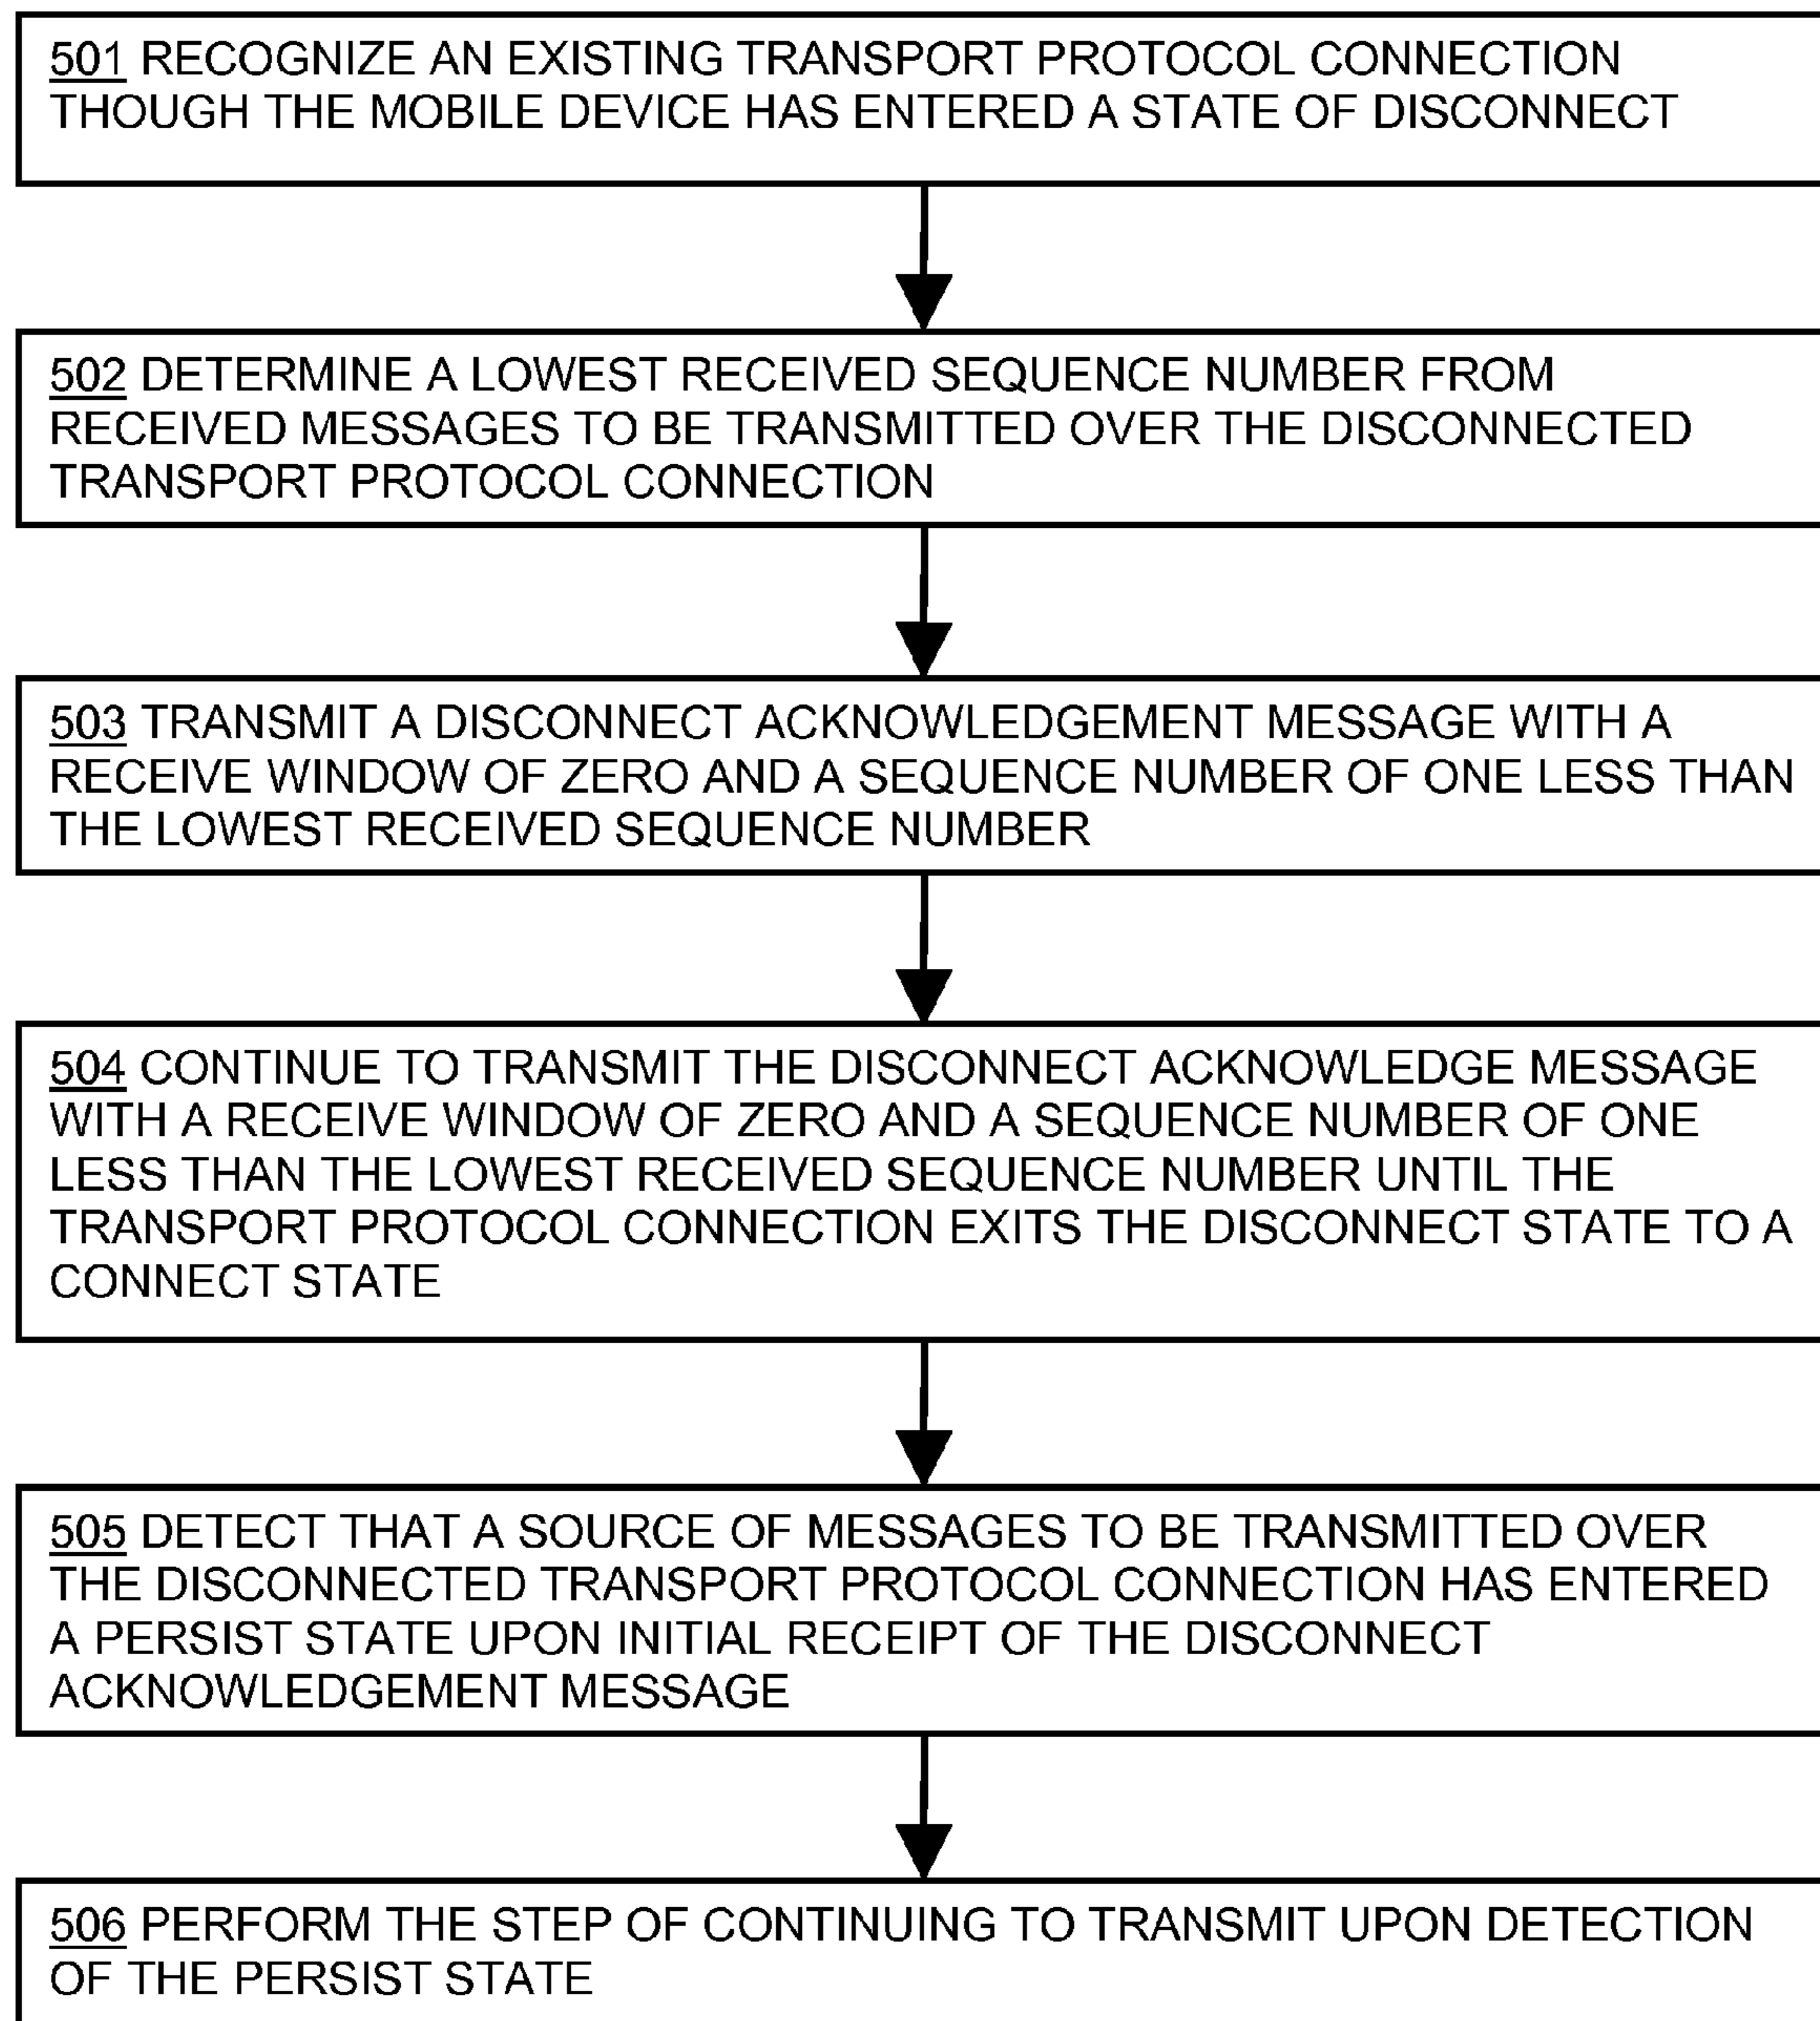 501 RECOGNIZE AN EXISTING TRANSPORT PROTOCOL CONNECTION
THOUGH THE MOBILE DEVICE HAS ENTERED A STATE OF DISCONNECT
502 DETERMINE A LOWEST RECEIVED SEQUENCE NUMBER FROM
RECEIVED MESSAGES TO BE TRANSMITTED OVER THE DISCONNECTED
TRANSPORT PROTOCOL CONNECTION
503 TRANSMIT A DISCONNECT ACKNOWLEDGEMENT MESSAGE WITH A
RECEIVE WINDOW OF ZERO AND A SEQUENCE NUMBER OF ONE LESS THAN
THE LOWEST RECEIVED SEQUENCE NUMBER
504 CONTINUE TO TRANSMIT THE DISCONNECT ACKNOWLEDGE MESSAGE
WITH A RECEIVE WINDOW OF ZERO AND A SEQUENCE NUMBER OF ONE
LESS THAN THE LOWEST RECEIVED SEQUENCE NUMBER UNTIL THE
TRANSPORT PROTOCOL CONNECTION EXITS THE DISCONNECT STATE TO A
CONNECT STATE
505 DETECT THAT A SOURCE OF MESSAGES TO BE TRANSMITTED OVER
THE DISCONNECTED TRANSPORT PROTOCOL CONNECTION HAS ENTERED
A PERSIST STATE UPON INITIAL RECEIPT OF THE DISCONNECT
ACKNOWLEDGEMENT MESSAGE
506 PERFORM THE STEP OF CONTINUING TO TRANSMIT UPON DETECTION
OF THE PERSIST STATE